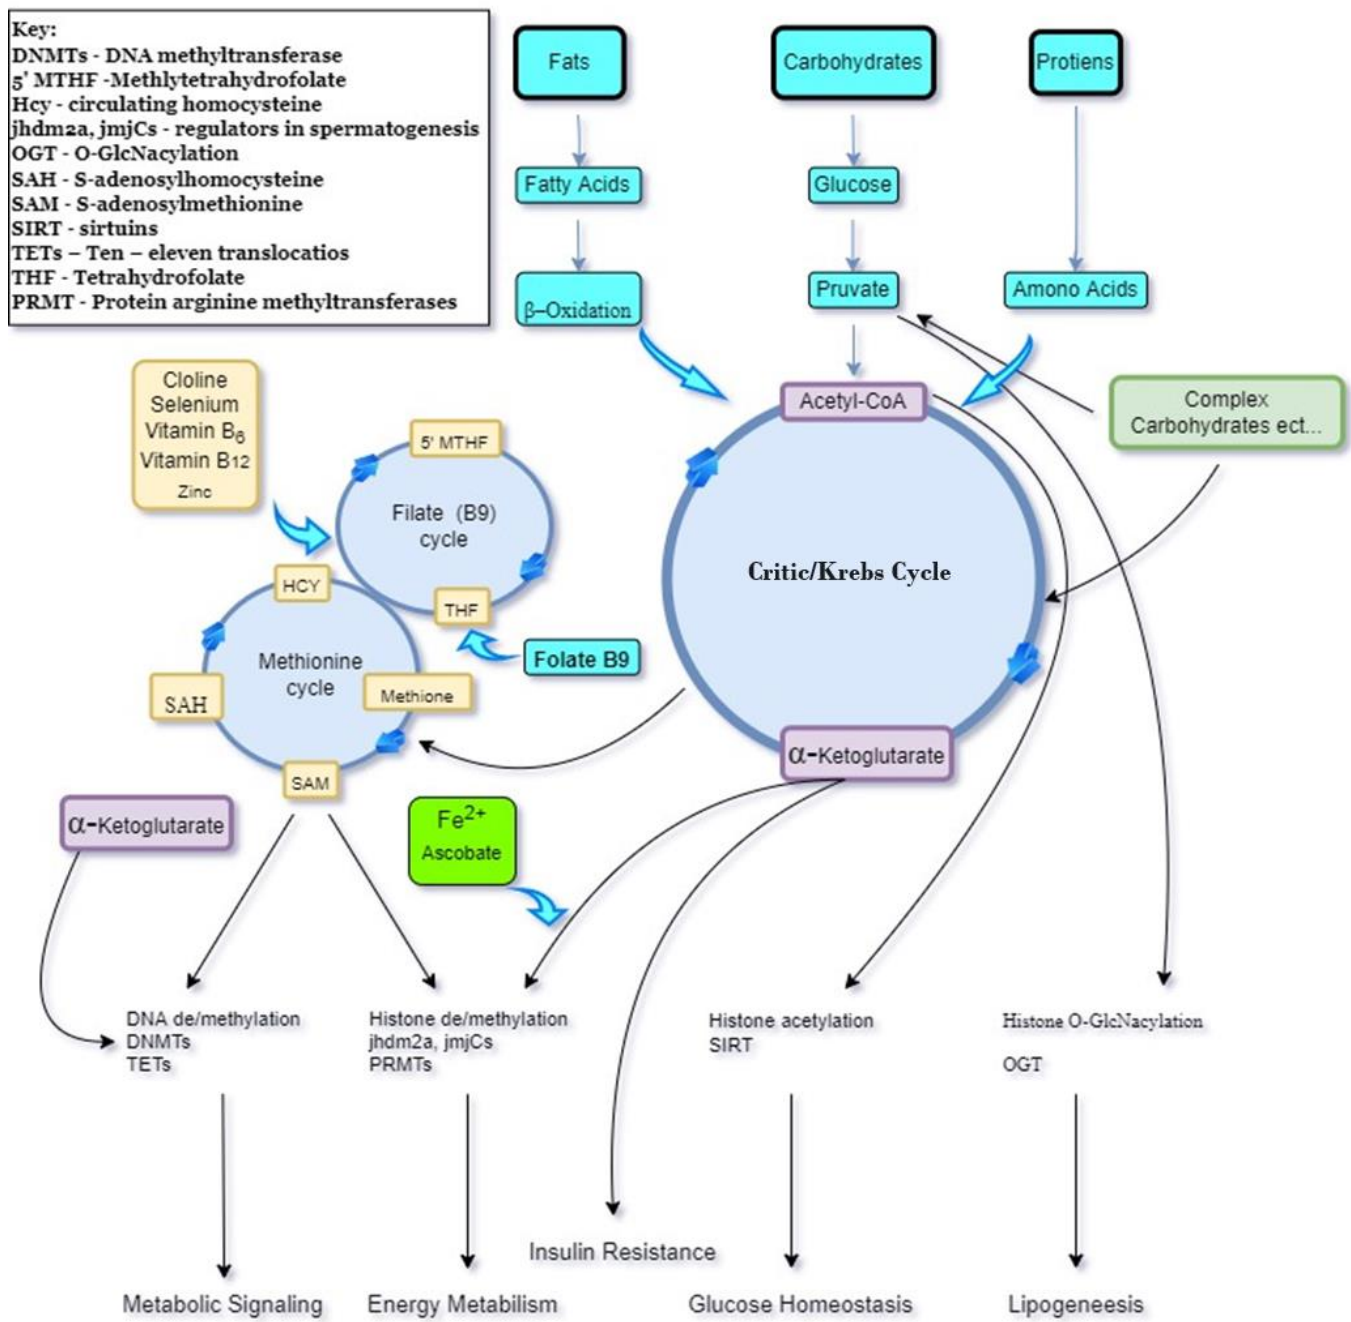 Key:
DNMTs - DNA methyltransferase
5' MTHF -Methlytetrahydrofolate
Hcy - circulating homocysteine
jhdm2a, jmjCs - regulators in spermatogenesis
OGT - O-GlcNacylation
SAH - S-adenosylhomocysteine
SAM - S-adenosylmethionine
SIRT - sirtuins
TETs – Ten – eleven translocatios
THF - Tetrahydrofolate
PRMT - Protein arginine methyltransferases
Fats
Carbohydrates
Protiens
Fatty Acids
Glucose
β–Oxidation
Pruvate
Amono Acids
Acetyl-CoA
Complex
Carbohydrates ect...
Cloline
Selenium
Vitamin B6
Vitamin B12
Zinc
5' MTHF
Filate (B9)
cycle
THF
HCY
Folate B9
Methionine
cycle
SAH
Methione
SAM
Critic/Krebs Cycle
α-Ketoglutarate
α-Ketoglutarate
Fe2+
Ascobate
DNA de/methylation
DNMTs
TETs
Histone de/methylation
jhdm2a, jmjCs
PRMTs
Histone acetylation
SIRT
Histone O-GlcNacylation
OGT
Insulin Resistance
Metabolic Signaling
Energy Metabilism
Glucose Homeostasis
Lipogeneesis